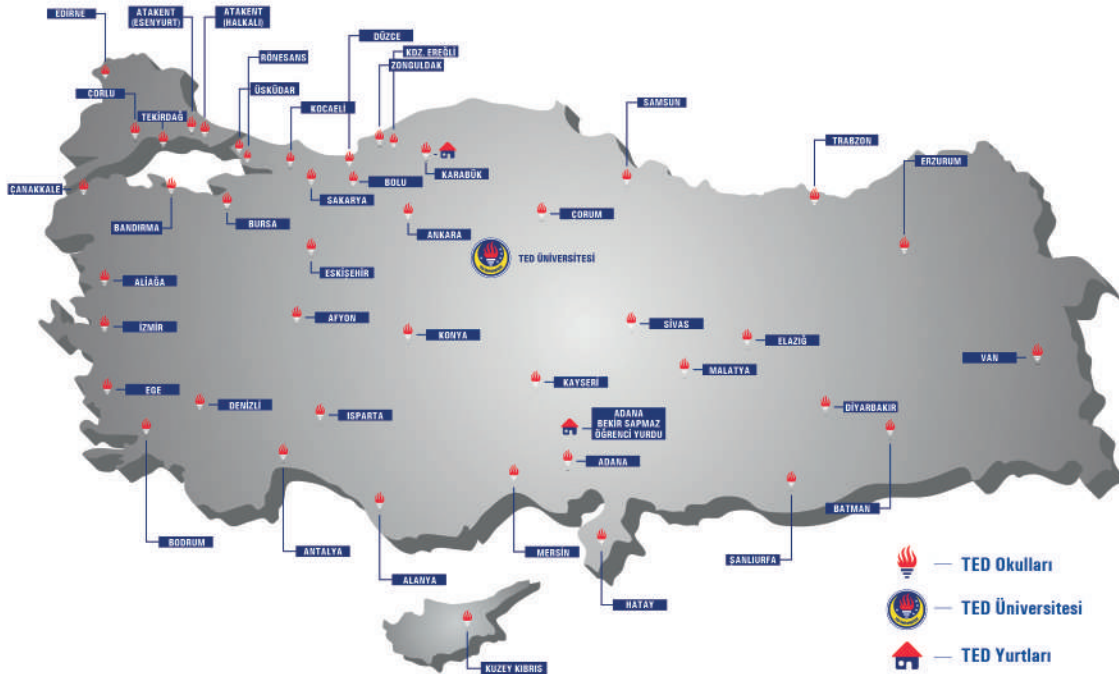 EDİRNE
ATAKENT
(ESENYURT)
ATAKENT
(HALKALI)
RÖNESANS
DÜZCE
KDZ. EREĞLİ
ZONGULDAK
ÇORLU
TEKİRDAĞ
ÜSKÜDAR
KOCAELİ
SAMSUN
TRABZON
ERZURUM
ÇANAKKALE
BANDIRMA
BURSA
SAKARYA
BOLU
KARABÜK
ANKARA
ÇORUM
ESKİŞEHİR
TED ÜNİVERSİTESİ
ALİAĞA
İZMİR
AFYON
KONYA
SİVAS
ELAZIĞ
VAN
MALATYA
KAYSERİ
EGE
DENİZLİ
ISPARTA
ADANA
BEKİR SAPMAZ
ÖĞRENCİ YURDU
DİYARBAKIR
ADANA
BATMAN
BODRUM
ANTALYA
MERSİN
ŞANLIURFA
ALANYA
HATAY
KUZEY KIBRIS
TED Okulları
TED Üniversitesi
TED Yurtları